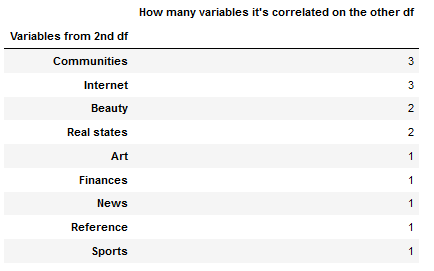 How many variables it's correlated on the other df
Variables from 2nd df
Communities 3
Internet 3
Beauty 2
Real states 2
Art 1
Finances 1
News 1
Reference 1
Sports 1